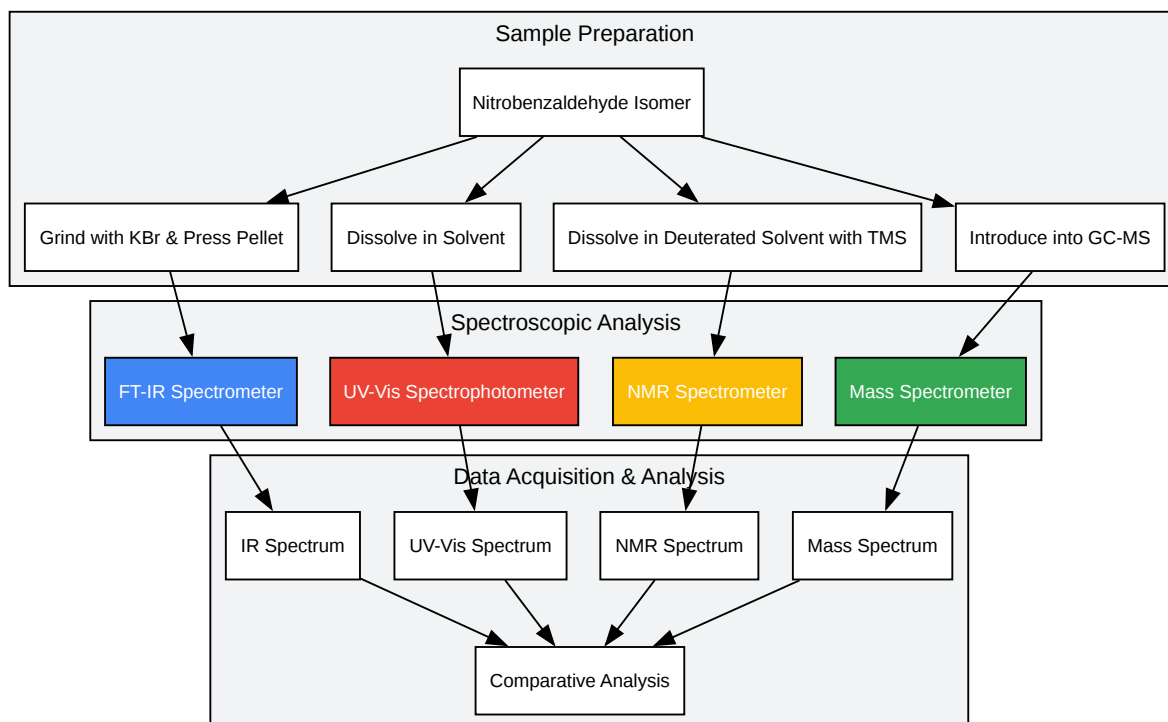 Sample Preparation
Nitrobenzaldehyde Isomer
Grind with KBr & Press Pellet
Dissolve in Solvent
Dissolve in Deuterated Solvent with TMS
Introduce into GC-MS
Spectroscopic Analysis
FT-IR Spectrometer
UV-Vis Spectrophotometer
NMR Spectrometer
Mass Spectrometer
Data Acquisition & Analysis
IR Spectrum
UV-Vis Spectrum
NMR Spectrum
Mass Spectrum
Comparative Analysis